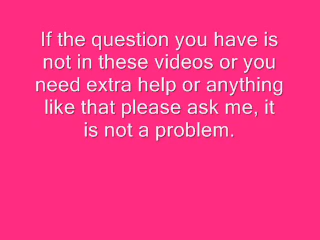 If the question you have is
not in these videos or you
need extra help or anything
like that please ask me, it
is not a problem.